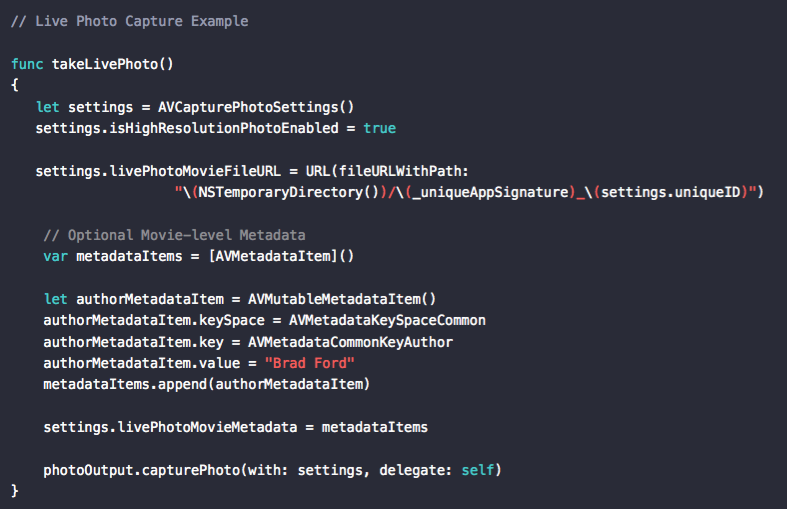 // Live Photo Capture Example
func takeLivePhoto()
{
let settings = AVCapturePhotoSettings()
settings.isHighResolutionPhotoEnabled = true
settings.livePhotoMovieFileURL = URL(fileURLWithPath:
"\(NSTemporaryDirectory())/\(_uniqueAppSignature)_\(settings.uniqueID)")
// Optional Movie-level Metadata
var metadataItems = [AVMetadataItem]()
let authorMetadataItem = AVMutableMetadataItem()
authorMetadataItem.keySpace = AVMetadataKeySpaceCommon
authorMetadataItem.key = AVMetadataCommonKeyAuthor
authorMetadataItem.value = "Brad Ford"
metadataItems.append(authorMetadataItem)
settings.livePhotoMovieMetadata = metadataItems
photoOutput.capturePhoto(with: settings, delegate: self)
}